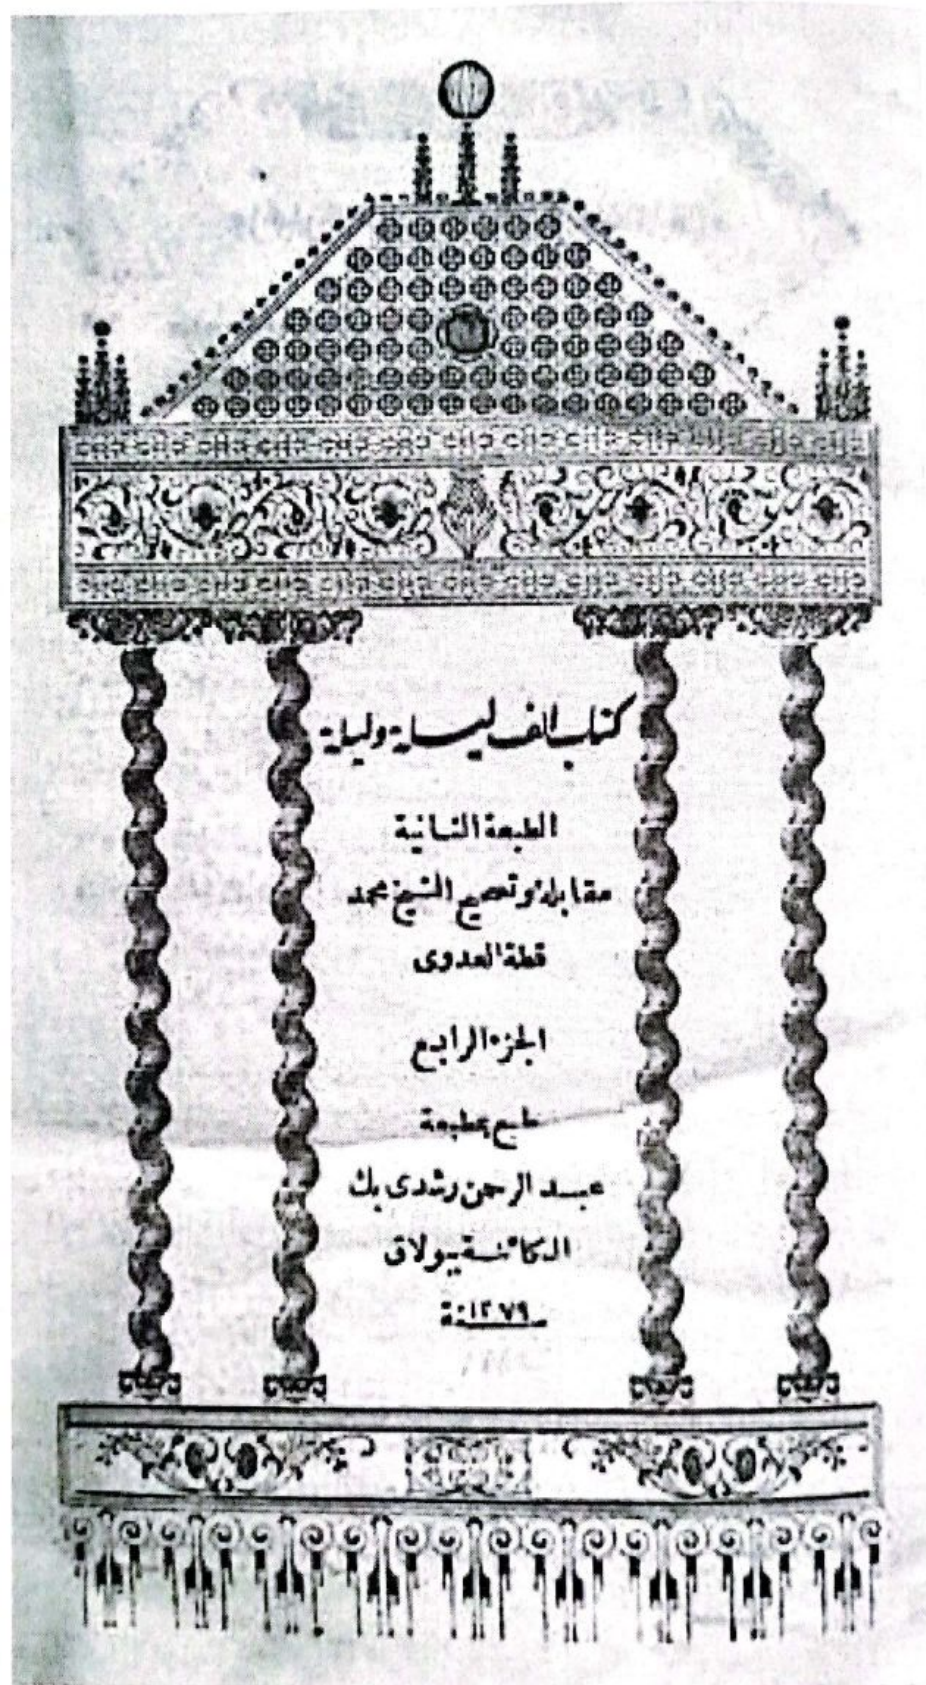 كتاب الف ليلة وليلة
الطبعة الثانية
مقابلة وتصحيح الشيخ محمد
قطة العدوى
الجزء الرابع
طبع بمطبعة
عبد الرحمن رشدى بك
الكائنة ببولاق
سنة ١٢٧٩